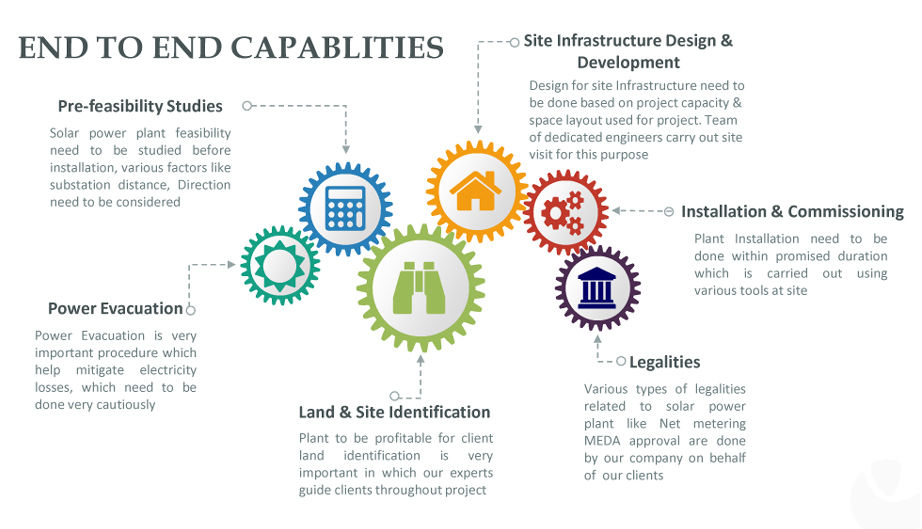 END TO END CAPABLITIES
Pre-feasibility Studies
Solar power plant feasibility
need to be studied before
installation, various factors like
substation distance, Direction
need to be considered
Power Evacuation
Power Evacuation is very
important procedure which
help mitigate electricity
losses, which need to be
done very cautiously
Land & Site Identification
Plant to be profitable for client
land identification is very
important in which our experts
guide clients throughout project
Site Infrastructure Design &
Development
Design for site Infrastructure need to
be done based on project capacity &
space layout used for project. Team
of dedicated engineers carry out site
visit for this purpose
Installation & Commissioning
Plant Installation need to be
done within promised duration
which is carried out using
various tools at site
Legalities
Various types of legalities
related to solar power
plant like Net metering
MEDA approval are done
by our company on behalf
of our clients